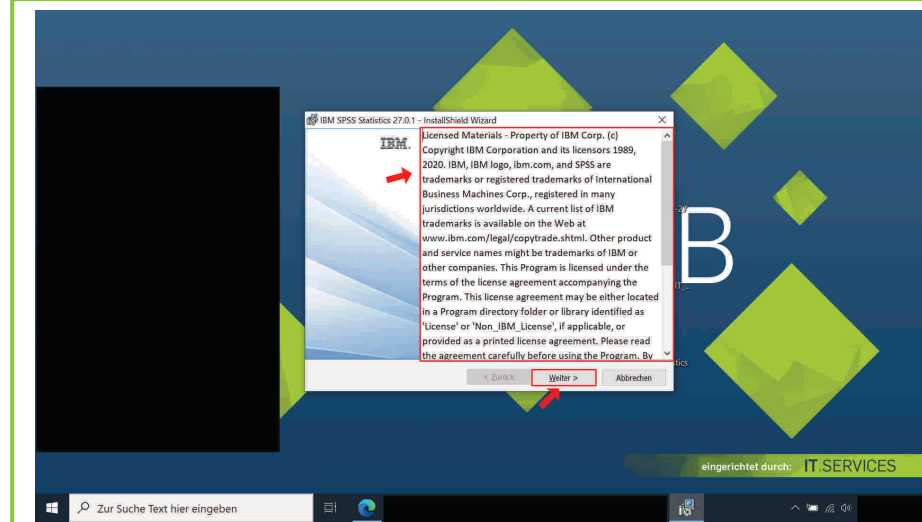 IBM SPSS Statistics 27.0.1 - InstallShield Wizard
IBM.
Licensed Materials - Property of IBM Corp. (c)
Copyright IBM Corporation and its licensors 1989,
2020. IBM, IBM logo, ibm.com, and SPSS are
trademarks or registered trademarks of International
Business Machines Corp., registered in many
jurisdictions worldwide. A current list of IBM
trademarks is available on the Web at
www.ibm.com/legal/copytrade.shtml. Other product
and service names might be trademarks of IBM or
other companies. This Program is licensed under the
terms of the license agreement accompanying the
Program. This license agreement may be either located
in a Program directory folder or library identified as
'License' or 'Non_IBM_License', if applicable, or
provided as a printed license agreement. Please read
the agreement carefully before using the Program. By
< Zurück
Weiter >
Abbrechen
B
eingerichtet durch: IT.SERVICES
Zur Suche Text hier eingeben